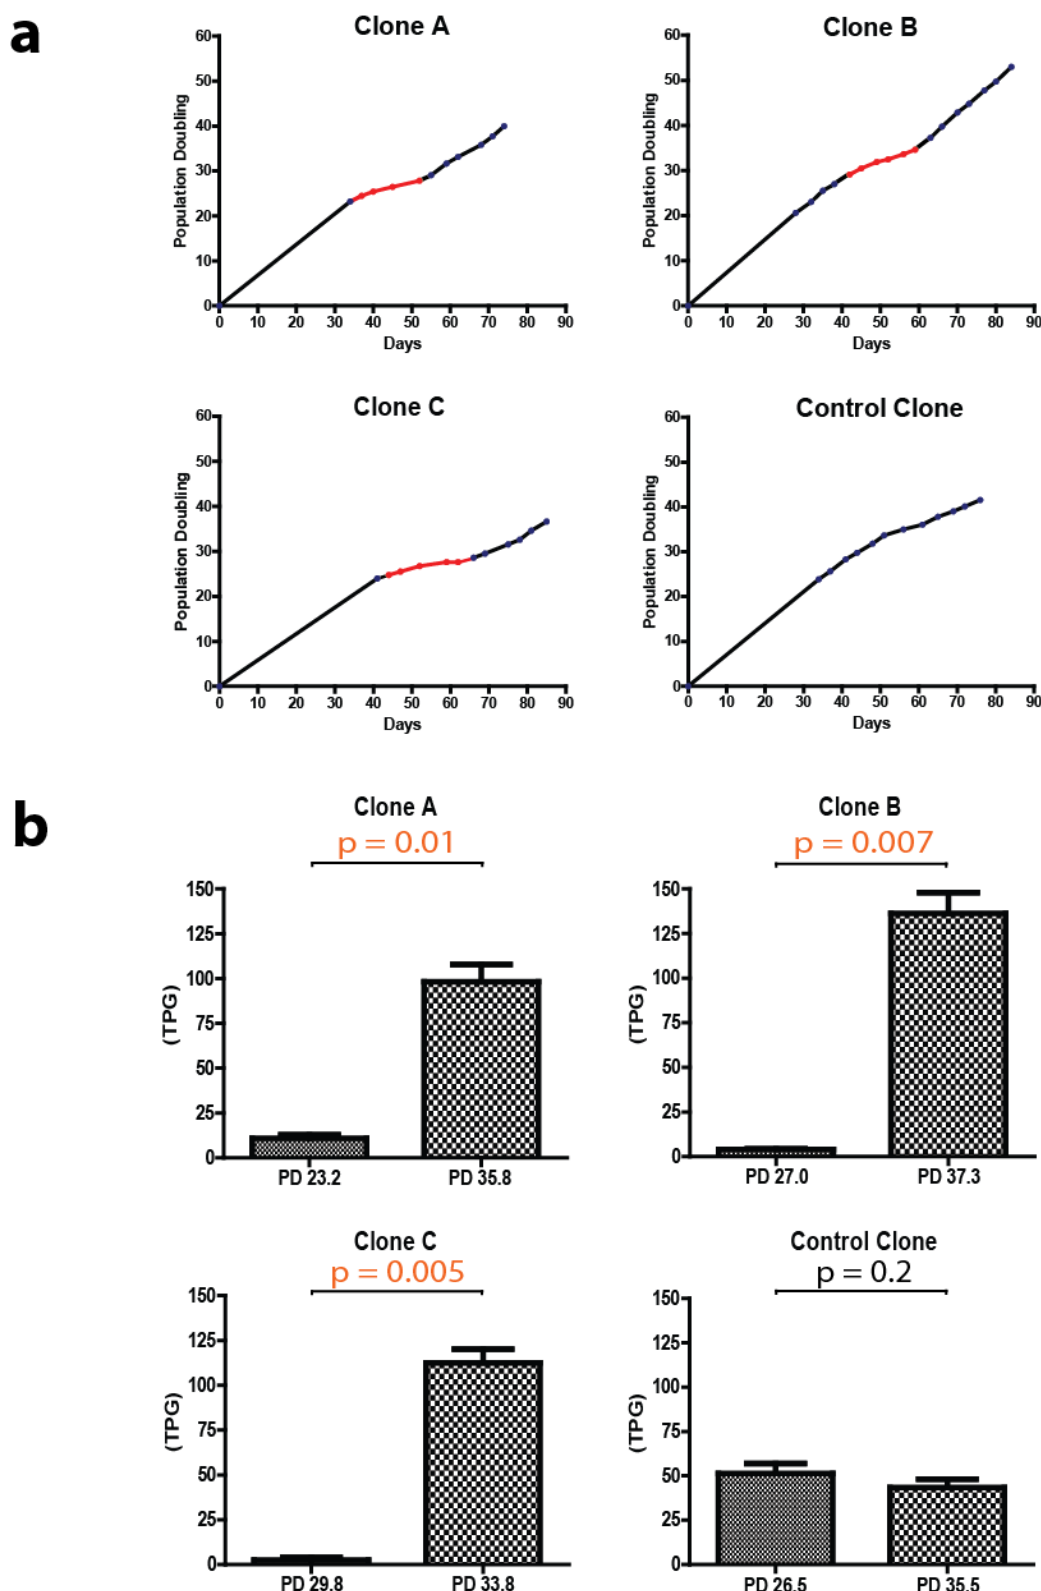 a
Clone A
Population Doubling
60
50
40
30
20
10
0
0 10 20 30 40 50 60 70 80 90
Days
Clone B
Population Doubling
60
50
40
30
20
10
0
0 10 20 30 40 50 60 70 80 90
Days
Clone C
Population Doubling
60
50
40
30
20
10
0
0 10 20 30 40 50 60 70 80 90
Days
Control Clone
Population Doubling
60
50
40
30
20
10
0
0 10 20 30 40 50 60 70 80 90
Days
b
Clone A
p = 0.01
(TPG)
150
125
100
75
50
25
0
PD 23.2 PD 35.8
Clone B
p = 0.007
(TPG)
150
125
100
75
50
25
0
PD 27.0 PD 37.3
Clone C
p = 0.005
(TPG)
150
125
100
75
50
25
0
PD 29.8 PD 33.8
Control Clone
p = 0.2
(TPG)
150
125
100
75
50
25
0
PD 26.5 PD 35.5